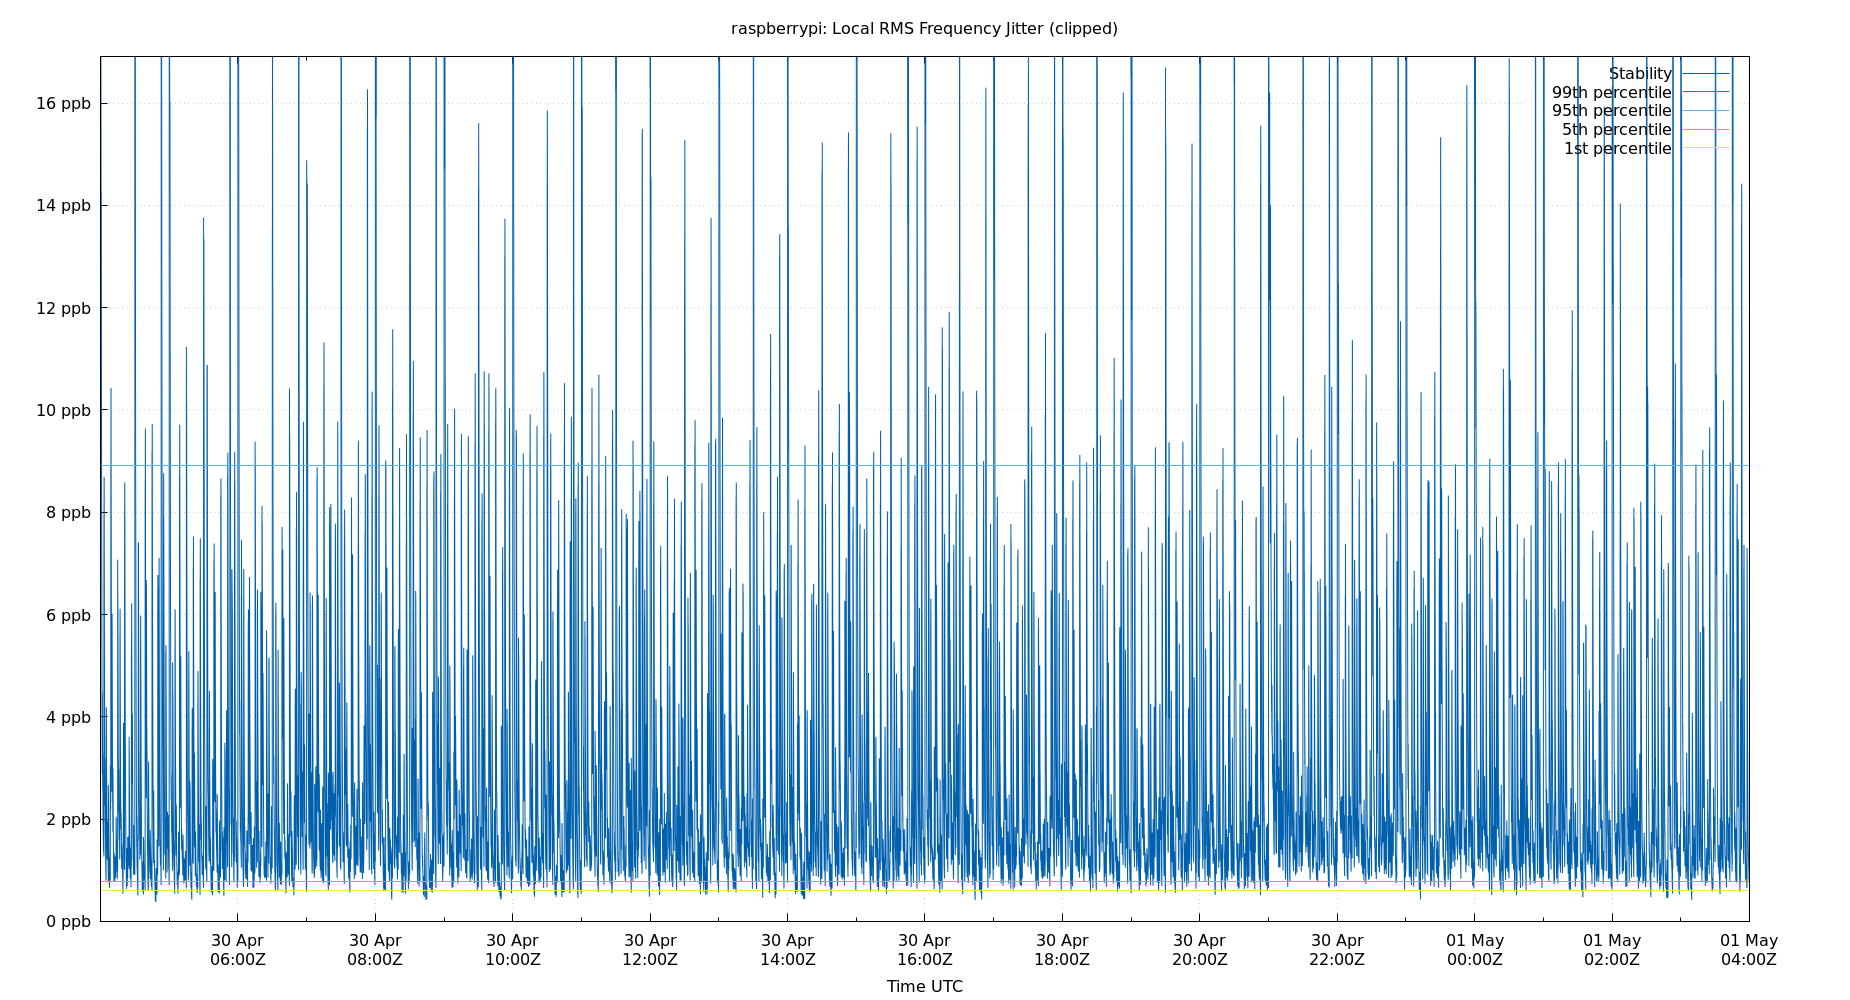 raspberrypi: Local RMS Frequency Jitter (clipped)
Stability
99th percentile
95th percentile
5th percentile
1st percentile
16 ppb
14 ppb
12 ppb
10 ppb
8 ppb
6 ppb
4 ppb
2 ppb
0 ppb
30 Apr 30 Apr 30 Apr 30 Apr 30 Apr 30 Apr 30 Apr 30 Apr 30 Apr 01 May 01 May 01 May
06:00Z 08:00Z 10:00Z 12:00Z 14:00Z 16:00Z 18:00Z 20:00Z 22:00Z 00:00Z 02:00Z 04:00Z
Time UTC